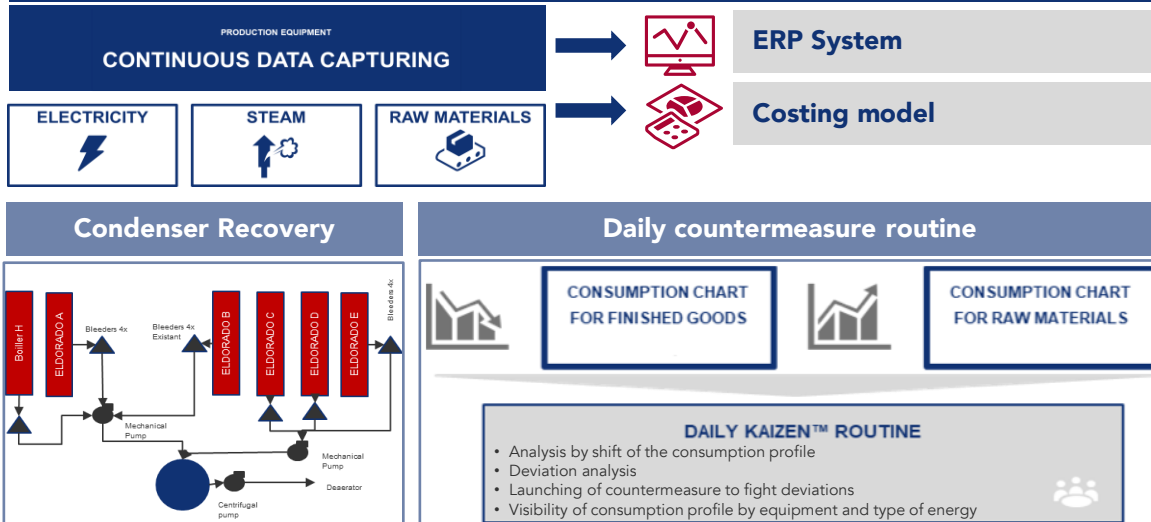 PRODUCTION EQUIPMENT
CONTINUOUS DATA CAPTURING
ELECTRICITY
STEAM
RAW MATERIALS
ERP System
Costing model
Condenser Recovery
Boiller H
ELDORADO A
Bleeders 4x
Bleeders 4x
Existant
ELDORADO B
ELDORADO C
ELDORADO D
ELDORADO E
Bleeders 4x
Mechanical
Pump
Mechanical
Pump
Centrifugal
pump
Deaerator
Daily countermeasure routine
CONSUMPTION CHART
FOR FINISHED GOODS
CONSUMPTION CHART
FOR RAW MATERIALS
DAILY KAIZEN™ ROUTINE
• Analysis by shift of the consumption profile
• Deviation analysis
• Launching of countermeasure to fight deviations
• Visibility of consumption profile by equipment and type of energy